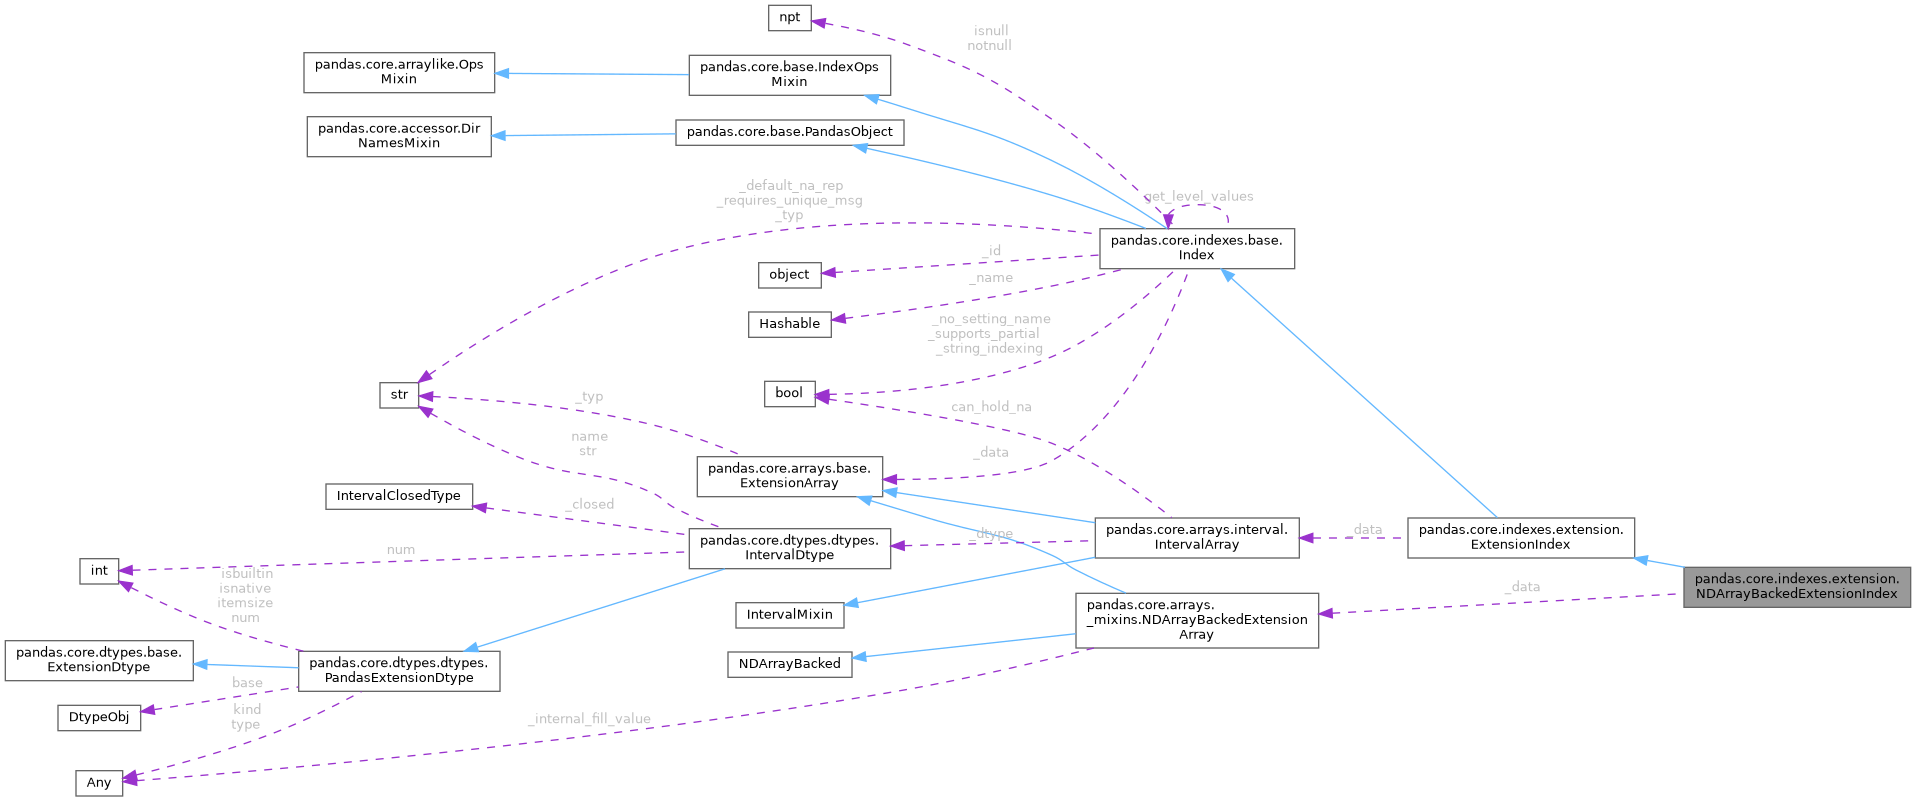 npt
isnull
notnull
pandas.core.arraylike.Ops
Mixin
pandas.core.base.IndexOps
Mixin
pandas.core.accessor.Dir
NamesMixin
pandas.core.base.PandasObject
_default_na_rep
_requires_unique_msg
_typ
get_level_values
pandas.core.indexes.base.
Index
_id
object
_name
Hashable
_no_setting_name
_supports_partial
_string_indexing
bool
str
_typ
can_hold_na
name
str
_data
pandas.core.arrays.base.
ExtensionArray
IntervalClosedType
_closed
pandas.core.dtypes.dtypes.
IntervalDtype
_dtype
pandas.core.arrays.interval.
IntervalArray
_data
pandas.core.indexes.extension.
ExtensionIndex
num
int
isbuiltin
isnative
itemsize
num
pandas.core.indexes.extension.
NDArrayBackedExtensionIndex
_data
IntervalMixin
pandas.core.arrays.
_mixins.NDArrayBackedExtension
Array
pandas.core.dtypes.base.
ExtensionDtype
pandas.core.dtypes.dtypes.
PandasExtensionDtype
NDArrayBacked
base
DtypeObj
kind
type
_internal_fill_value
Any